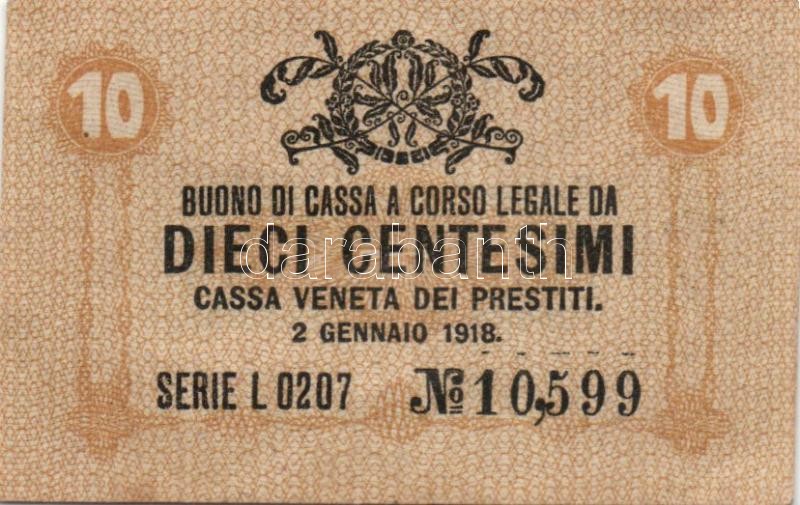 10 10
BUONO DI CASSA A CORSO LEGALE DA
DIECI CENTESIMI
darabanth
CASSA VENETA DEI PRESTITI.
2 GENNAIO 1918.
SERIE L 0207 No 10,599